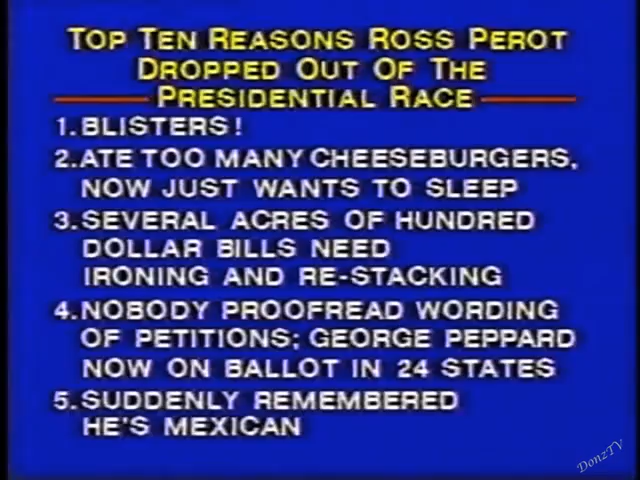 TOP TEN REASONS ROSS PEROT
DROPPED OUT OF THE
PRESIDENTIAL RACE
1. BLISTERS!
2. ATE TOO MANY CHEESEBURGERS,
NOW JUST WANTS TO SLEEP
3. SEVERAL ACRES OF HUNDRED
DOLLAR BILLS NEED
IRONING AND RE-STACKING
4. NOBODY PROOFREAD WORDING
OF PETITIONS; GEORGE PEPPARD
NOW ON BALLOT IN 24 STATES
5. SUDDENLY REMEMBERED
HE'S MEXICAN
DonzTV